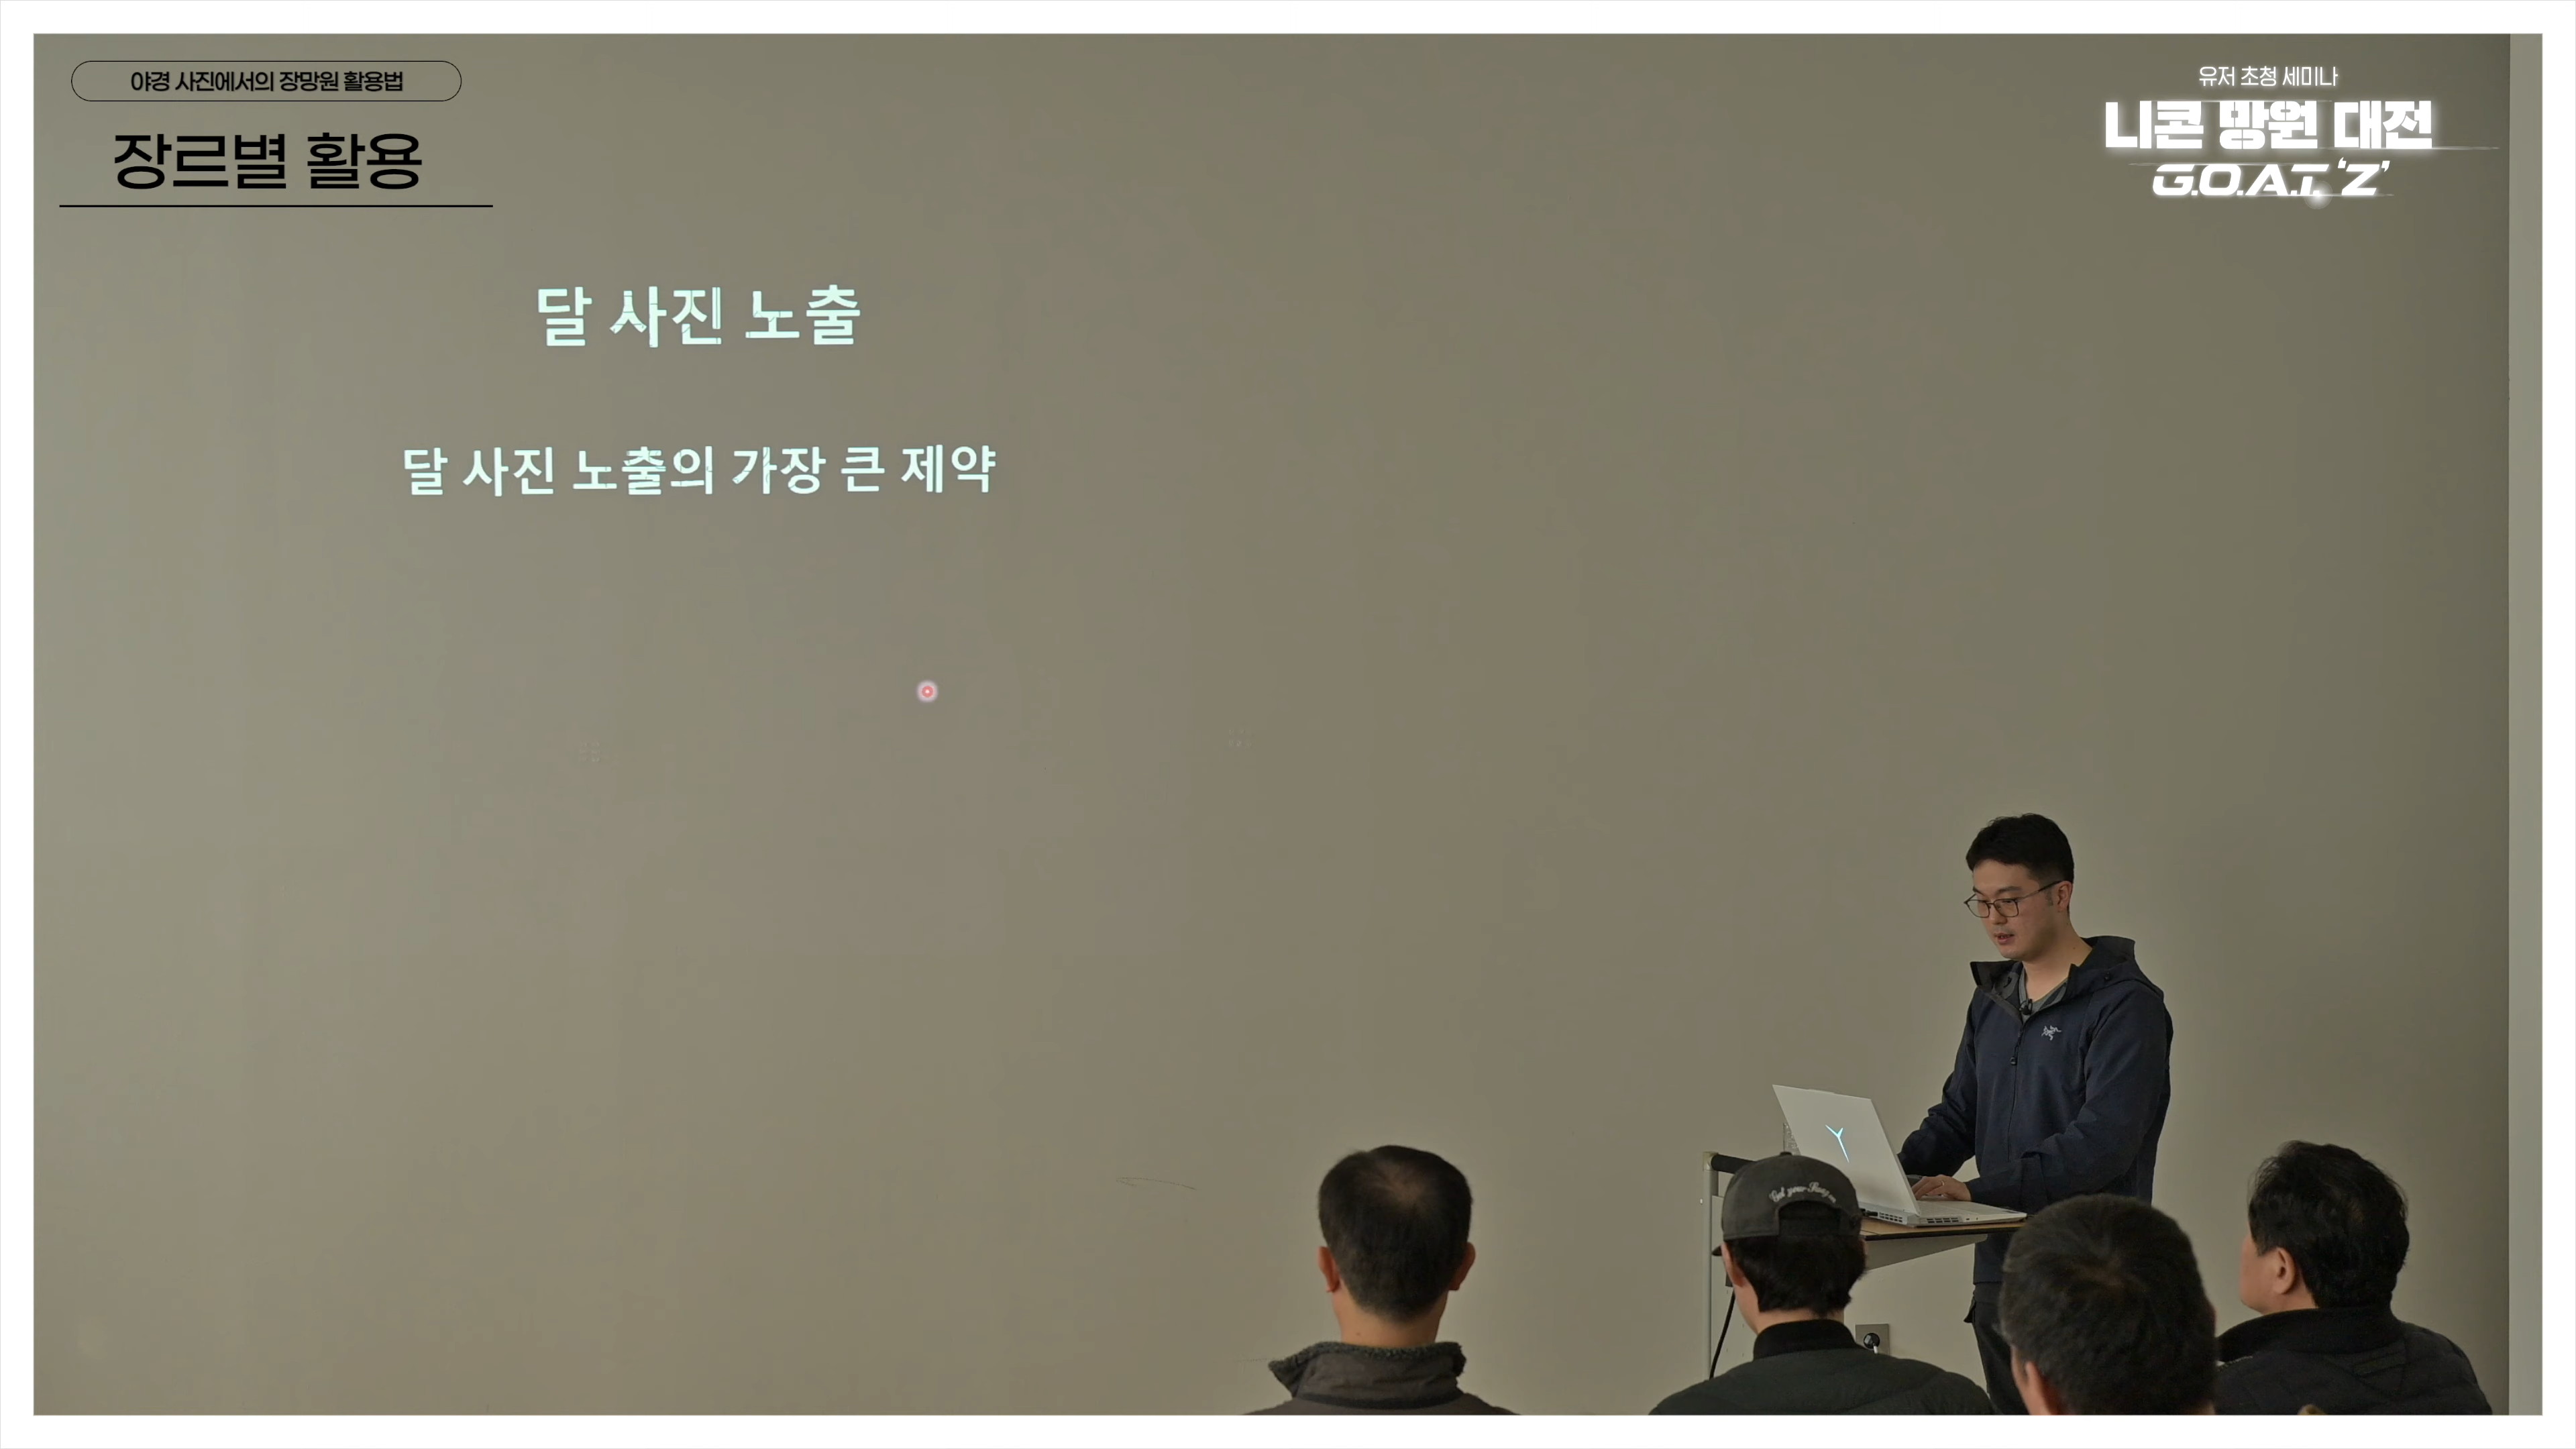 야경 사진에서의 장망원 활용법
장르별 활용
유저 초청 세미나
니콘 망원 대전
G.O.A.T. 'Z'
달 사진 노출
달 사진 노출의 가장 큰 제약